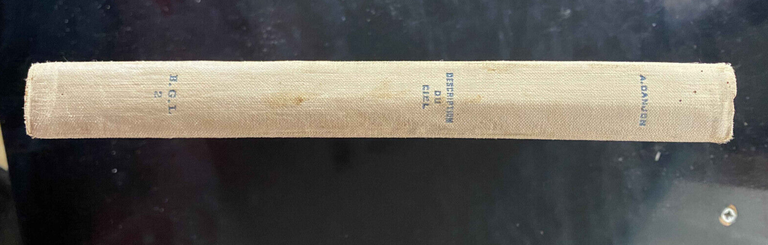 A. DANJON
DESCRIPTION
DU
CIEL
B. G. L
2